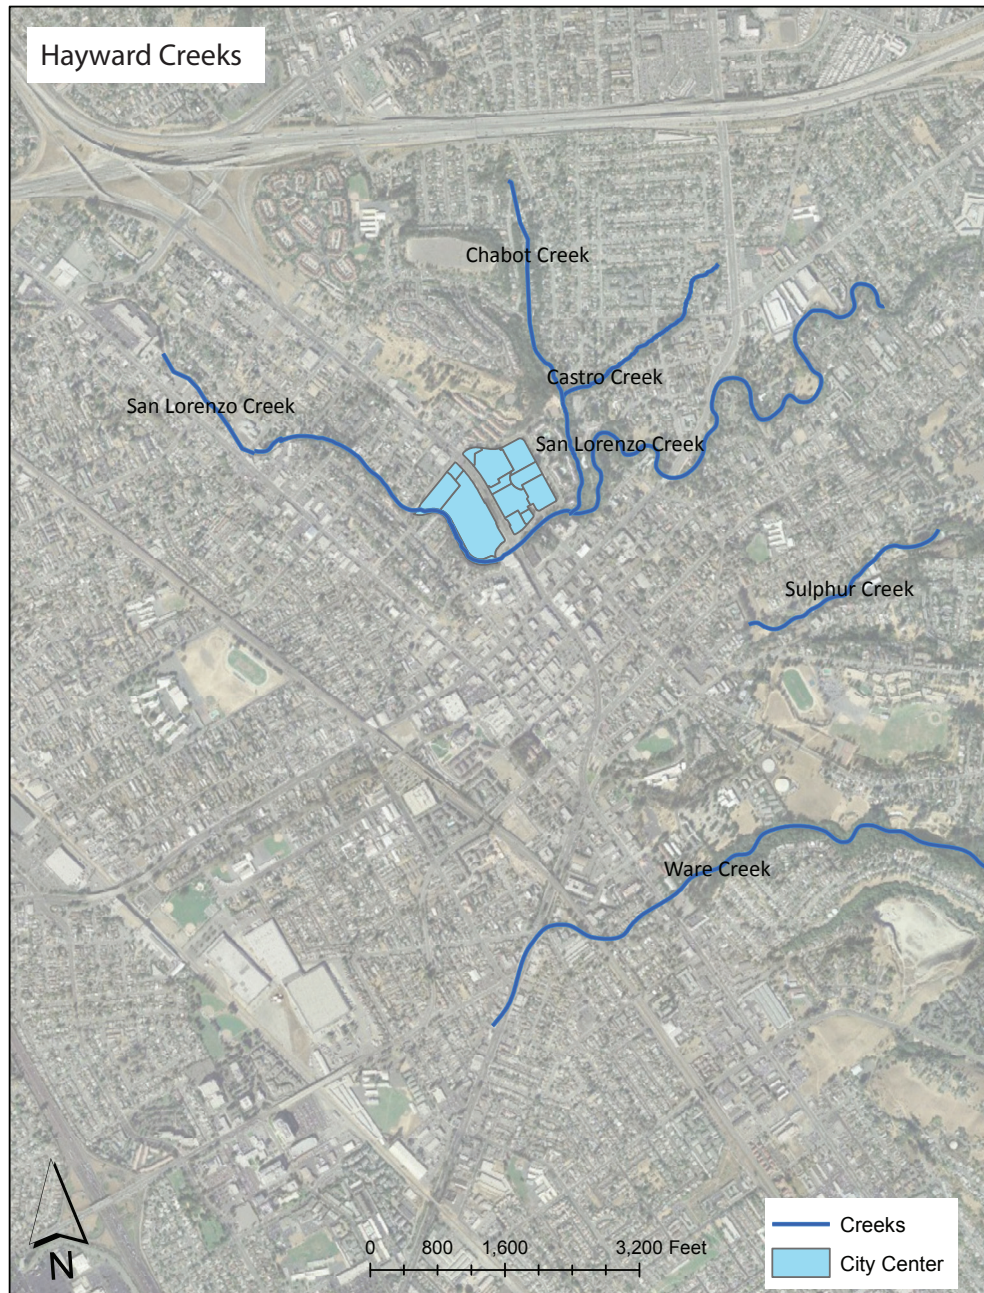 Hayward Creeks
Chabot Creek
Castro Creek
San Lorenzo Creek
San Lorenzo Creek
Sulphur Creek
Ware Creek
N
0 800 1,600 3,200 Feet
Creeks
City Center